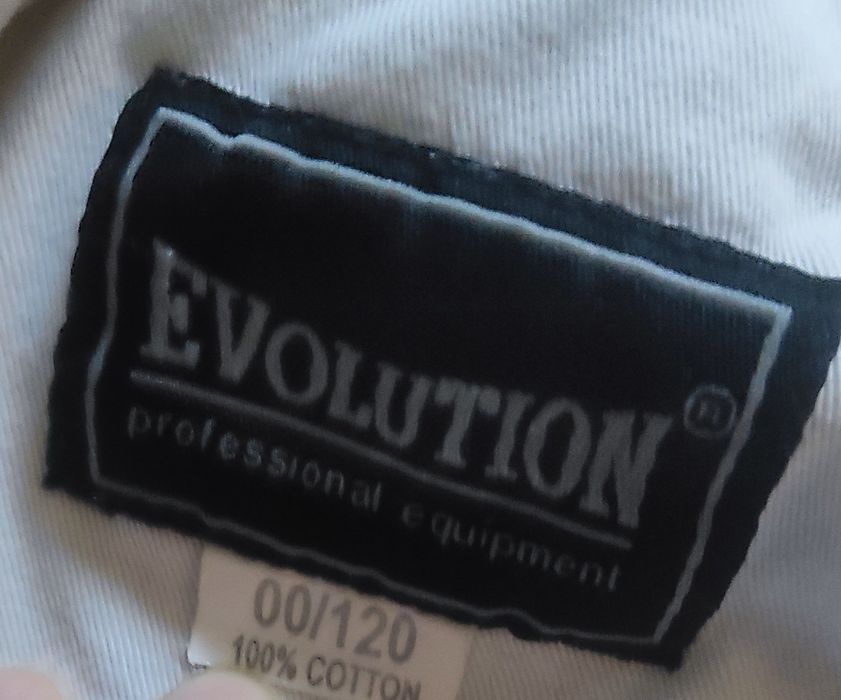 EVOLUTION ®
professional equipment
00/120
100% COTTON